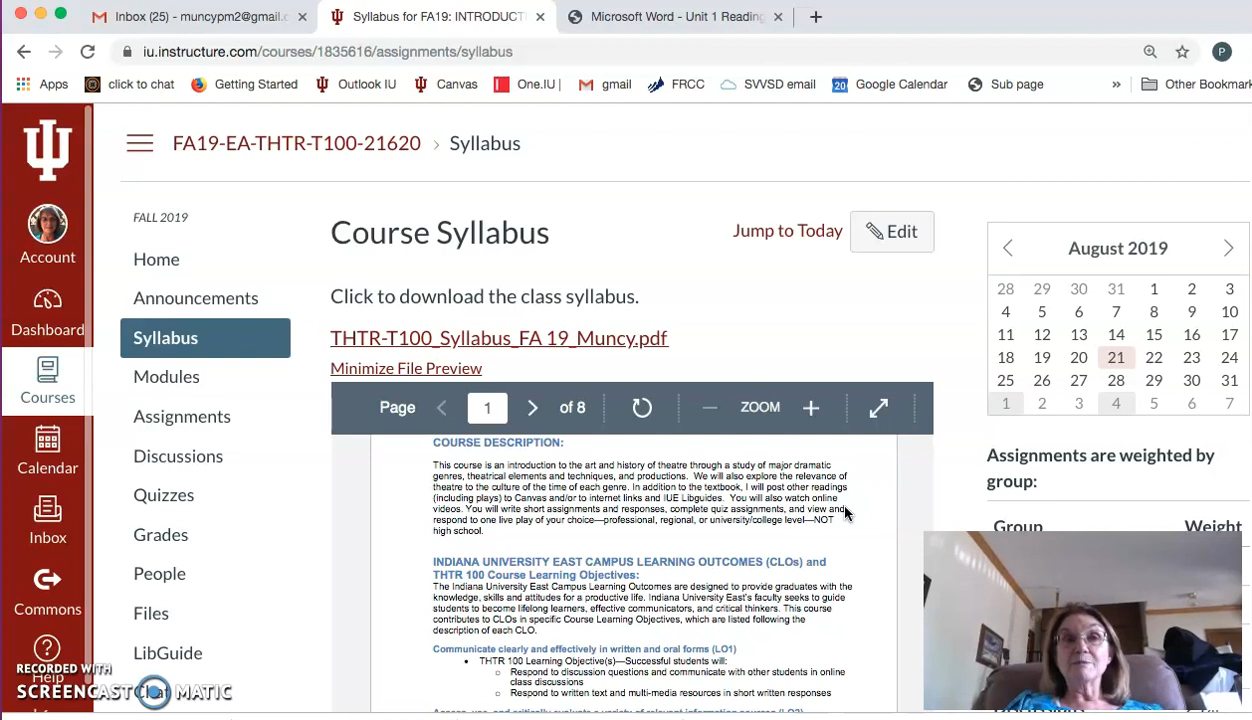 Inbox (25) - muncypm2@gmail.c
Syllabus for FA19: INTRODUCT
Microsoft Word - Unit 1 Reading
iu.instructure.com/courses/1835616/assignments/syllabus
P
Apps
click to chat
Getting Started
Outlook IU
Canvas
One.IU |
gmail
FRCC
SVVSD email
20 Google Calendar
Sub page
»
Other Bookmark
FA19-EA-THTR-T100-21620 › Syllabus
Account
Dashboard
Courses
Calendar
Inbox
Commons
Help
FALL 2019
Home
Announcements
Syllabus
Modules
Assignments
Discussions
Quizzes
Grades
People
Files
LibGuide
Chat
Course Syllabus
Jump to Today
Edit
Click to download the class syllabus.
THTR-T100_Syllabus_FA 19_Muncy.pdf
Minimize File Preview
Page 1 of 8 ZOOM
COURSE DESCRIPTION:
This course is an introduction to the art and history of theatre through a study of major dramatic
genres, theatrical elements and techniques, and productions. We will also explore the relevance of
theatre to the culture of the time of each genre. In addition to the textbook, I will post other readings
(including plays) to Canvas and/or to internet links and IUE Libguides. You will also watch online
videos. You will write short assignments and responses, complete quiz assignments, and view and
respond to one live play of your choice—professional, regional, or university/college level—NOT
high school.
INDIANA UNIVERSITY EAST CAMPUS LEARNING OUTCOMES (CLOs) and
THTR 100 Course Learning Objectives:
The Indiana University East Campus Learning Outcomes are designed to provide graduates with the
knowledge, skills and attitudes for a productive life. Indiana University East's faculty seeks to guide
students to become lifelong learners, effective communicators, and critical thinkers. This course
contributes to CLOs in specific Course Learning Objectives, which are listed following the
description of each CLO.
Communicate clearly and effectively in written and oral forms (LO1)
• THTR 100 Learning Objective(s)—Successful students will:
o Respond to discussion questions and communicate with other students in online
class discussions
o Respond to written text and multi-media resources in short written responses
August 2019
28 29 30 31 1 2 3
4 5 6 7 8 9 10
11 12 13 14 15 16 17
18 19 20 21 22 23 24
25 26 27 28 29 30 31
1 2 3 4 5 6 7
Assignments are weighted by
group:
Group Weight
RECORDED WITH
SCREENCAST MATIC